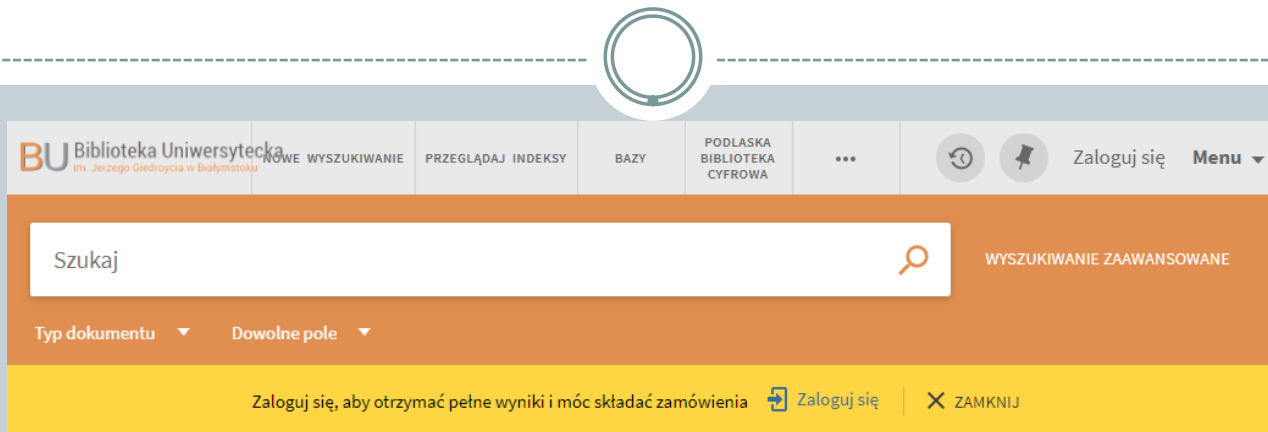 BU Biblioteka Uniwersytecka
im. Jerzego Giedroycia w Białymstoku
NOWE WYSZUKIWANIE
PRZEGLĄDAJ INDEKSY
BAZY
PODLASKA
BIBLIOTEKA
CYFROWA
•••
Zaloguj się
Menu
Szukaj
WYSZUKIWANIE ZAAWANSOWANE
Typ dokumentu
Dowolne pole
Zaloguj się, aby otrzymać pełne wyniki i móc składać zamówienia
Zaloguj się
ZAMKNIJ